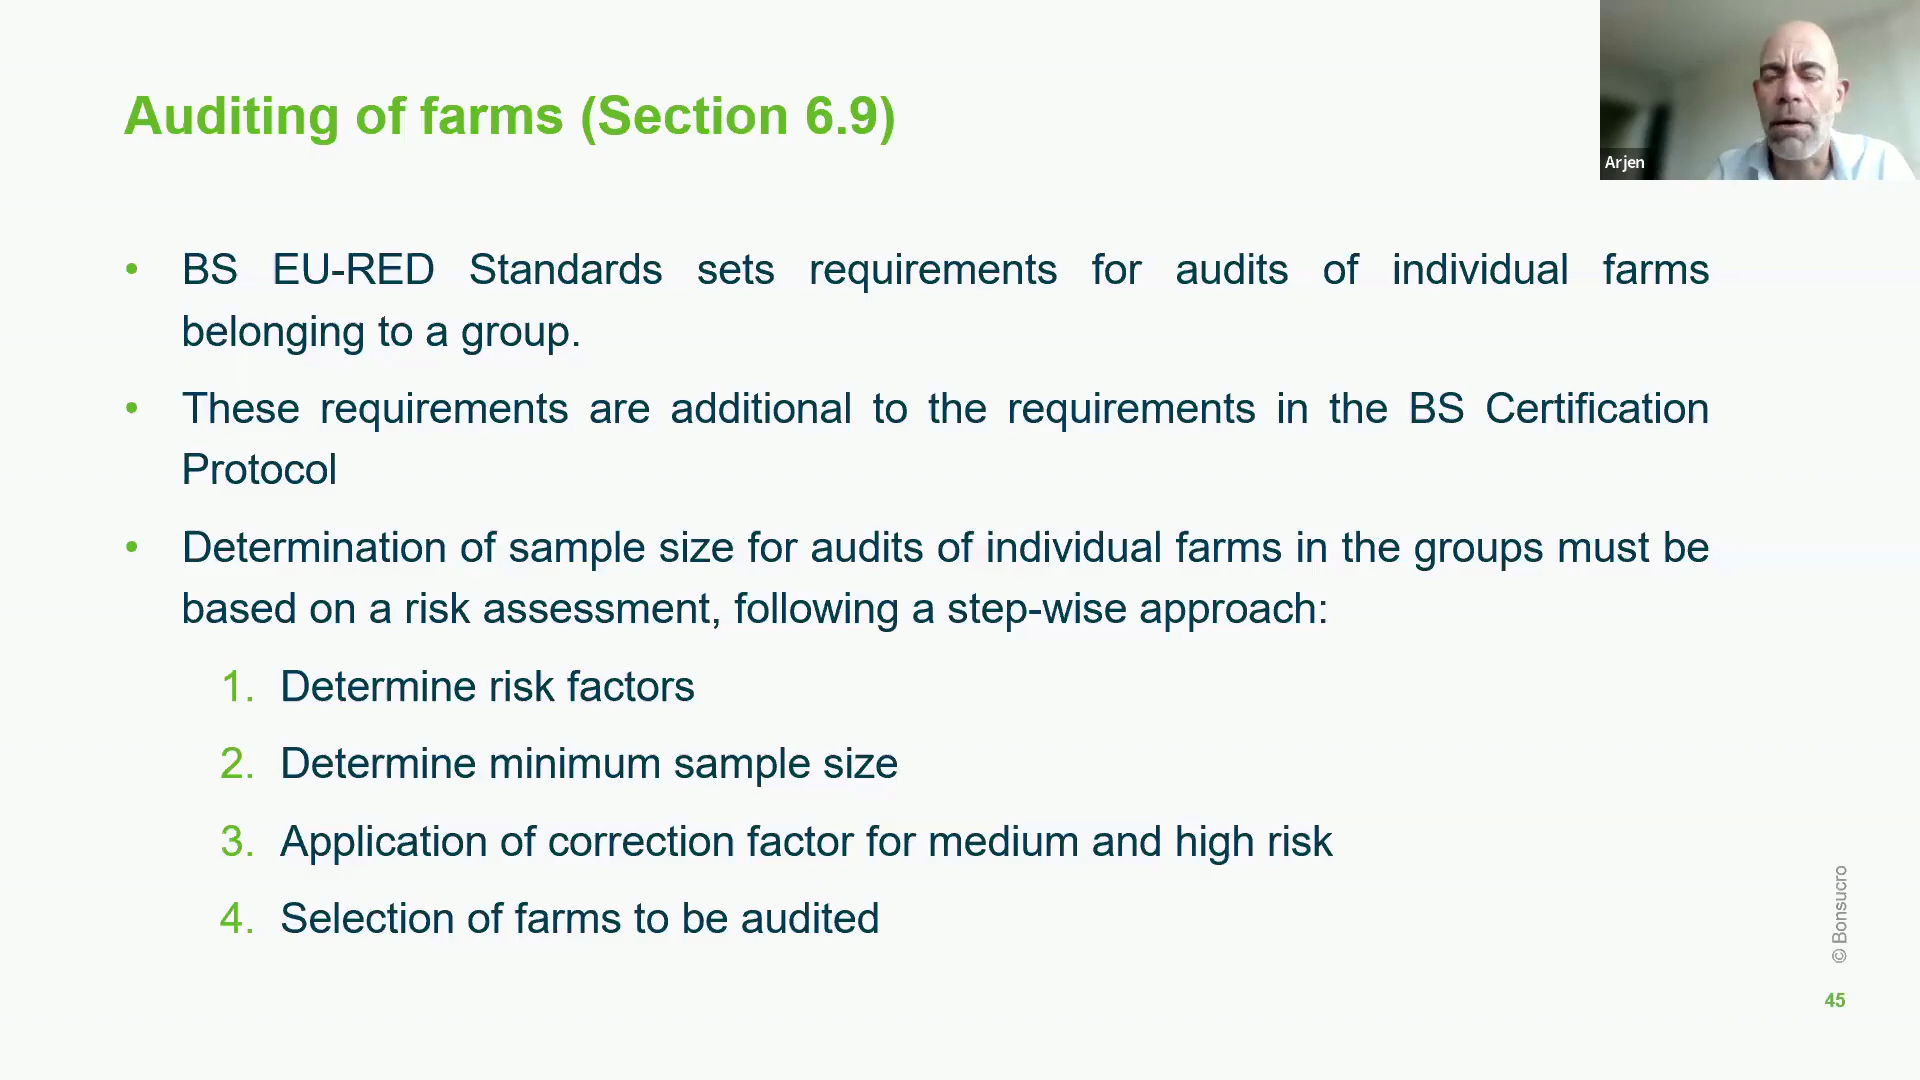 Auditing of farms (Section 6.9)
Arjen
• BS EU-RED Standards sets requirements for audits of individual farms
belonging to a group.
• These requirements are additional to the requirements in the BS Certification
Protocol
• Determination of sample size for audits of individual farms in the groups must be
based on a risk assessment, following a step-wise approach:
1. Determine risk factors
2. Determine minimum sample size
3. Application of correction factor for medium and high risk
4. Selection of farms to be audited
© Bonsucro
45